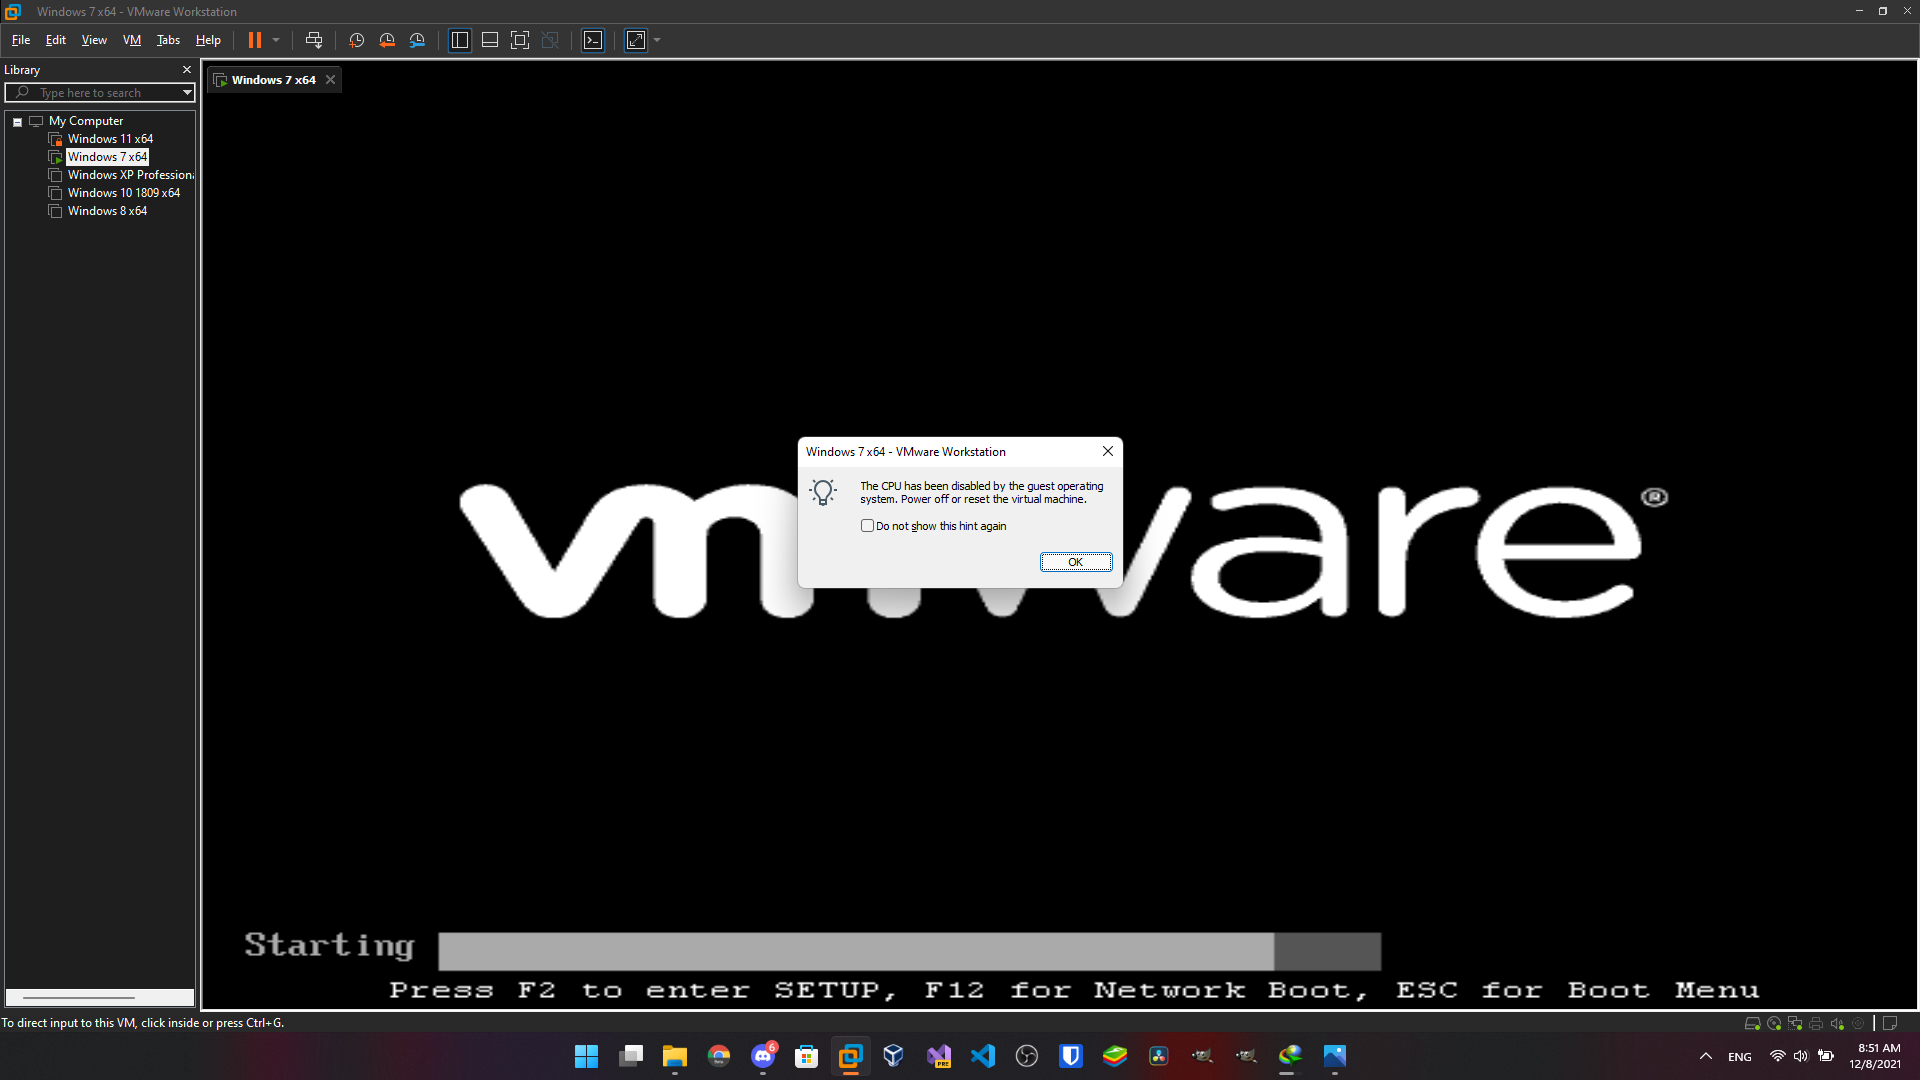 Windows 7 x64 - VMware Workstation
File Edit View VM Tabs Help
Library
Type here to search
My Computer
Windows 11 x64
Windows 7 x64
Windows XP Professiona
Windows 10 1809 x64
Windows 8 x64
Windows 7 x64
Windows 7 x64 - VMware Workstation
The CPU has been disabled by the guest operating
system. Power off or reset the virtual machine.
Do not show this hint again
OK
vmware®
Starting
Press F2 to enter SETUP, F12 for Network Boot, ESC for Boot Menu
To direct input to this VM, click inside or press Ctrl+G.
6
PRE
ENG
8:51 AM
12/8/2021